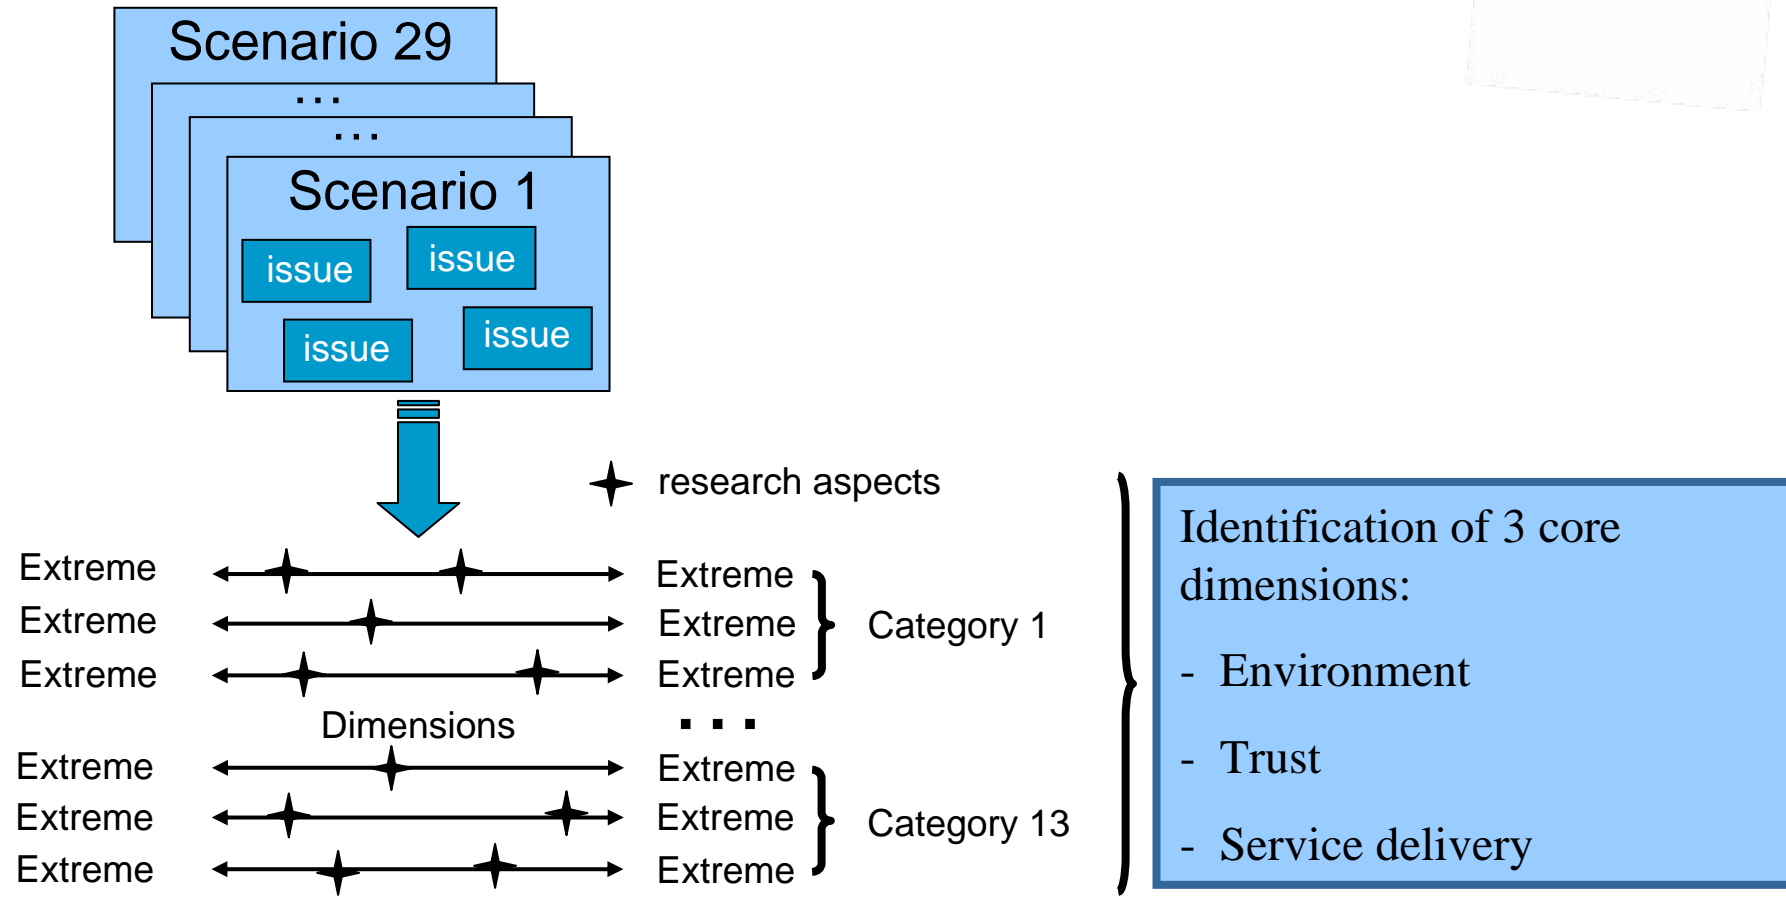 Scenario 29
...
...
Scenario 1
issue
issue
issue
issue
research aspects
Extreme
Extreme
Extreme
Extreme
Category 1
Extreme
Extreme
Dimensions
...
Extreme
Extreme
Extreme
Extreme
Category 13
Extreme
Extreme
Identification of 3 core
dimensions:
- Environment
- Trust
- Service delivery